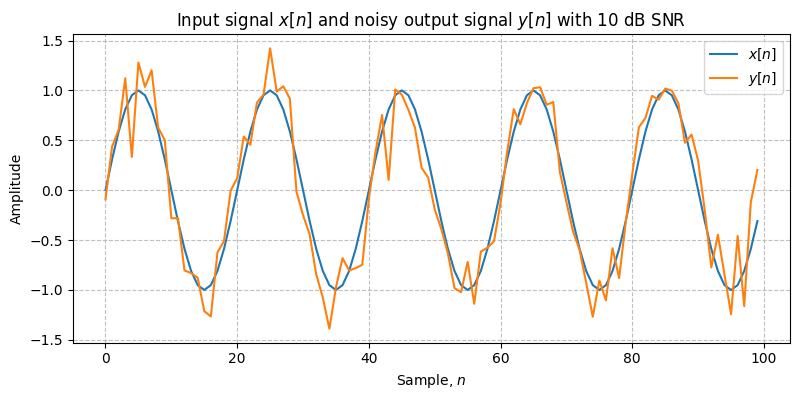 Input signal x[n] and noisy output signal y[n] with 10 dB SNR
1.5
1.0
0.5
0.0
−0.5
−1.0
−1.5
Amplitude
x[n]
y[n]
0 20 40 60 80 100
Sample, n